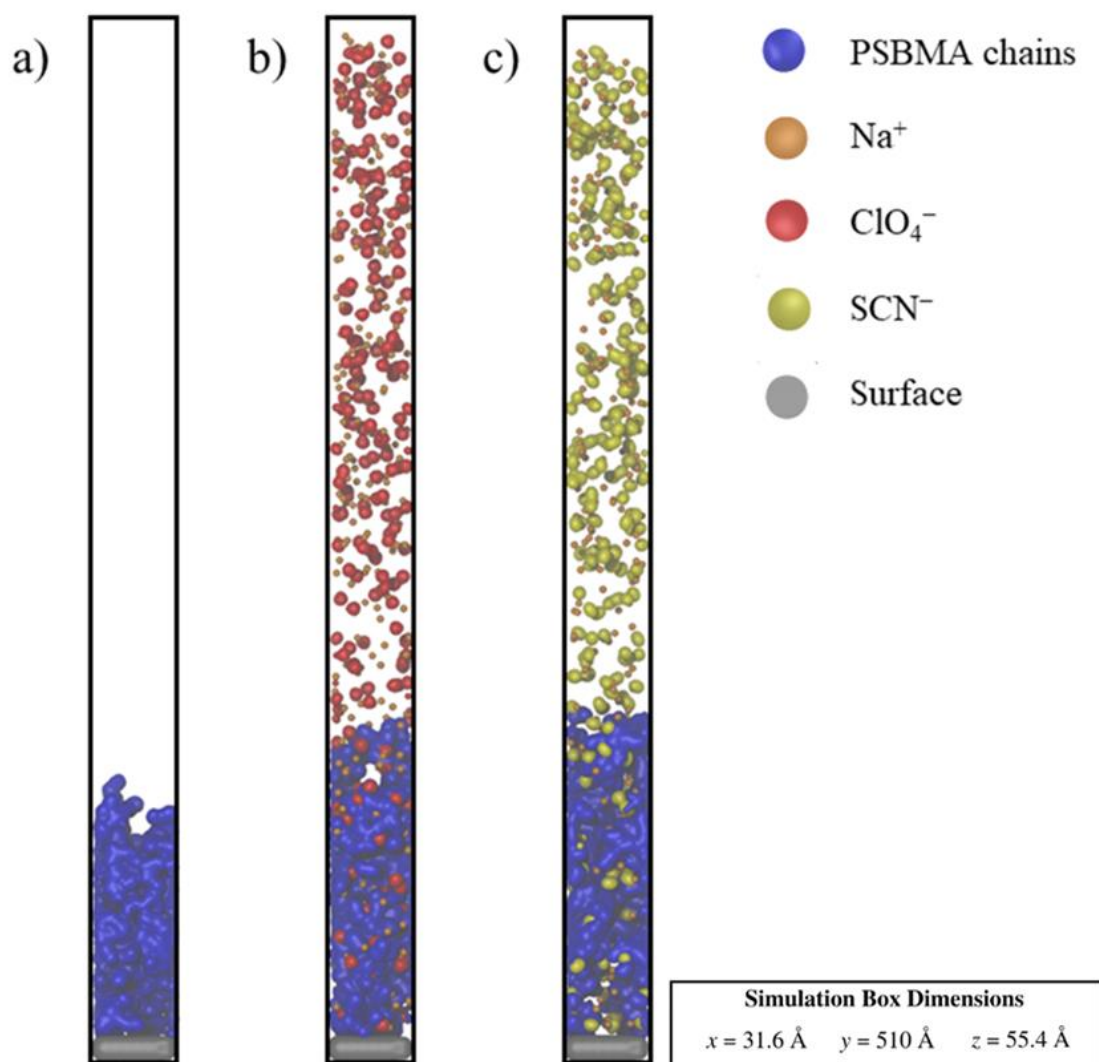 a)
b)
c)
PSBMA chains
Na⁺
ClO₄⁻
SCN⁻
Surface
Simulation Box Dimensions
x = 31.6 Å y = 510 Å z = 55.4 Å